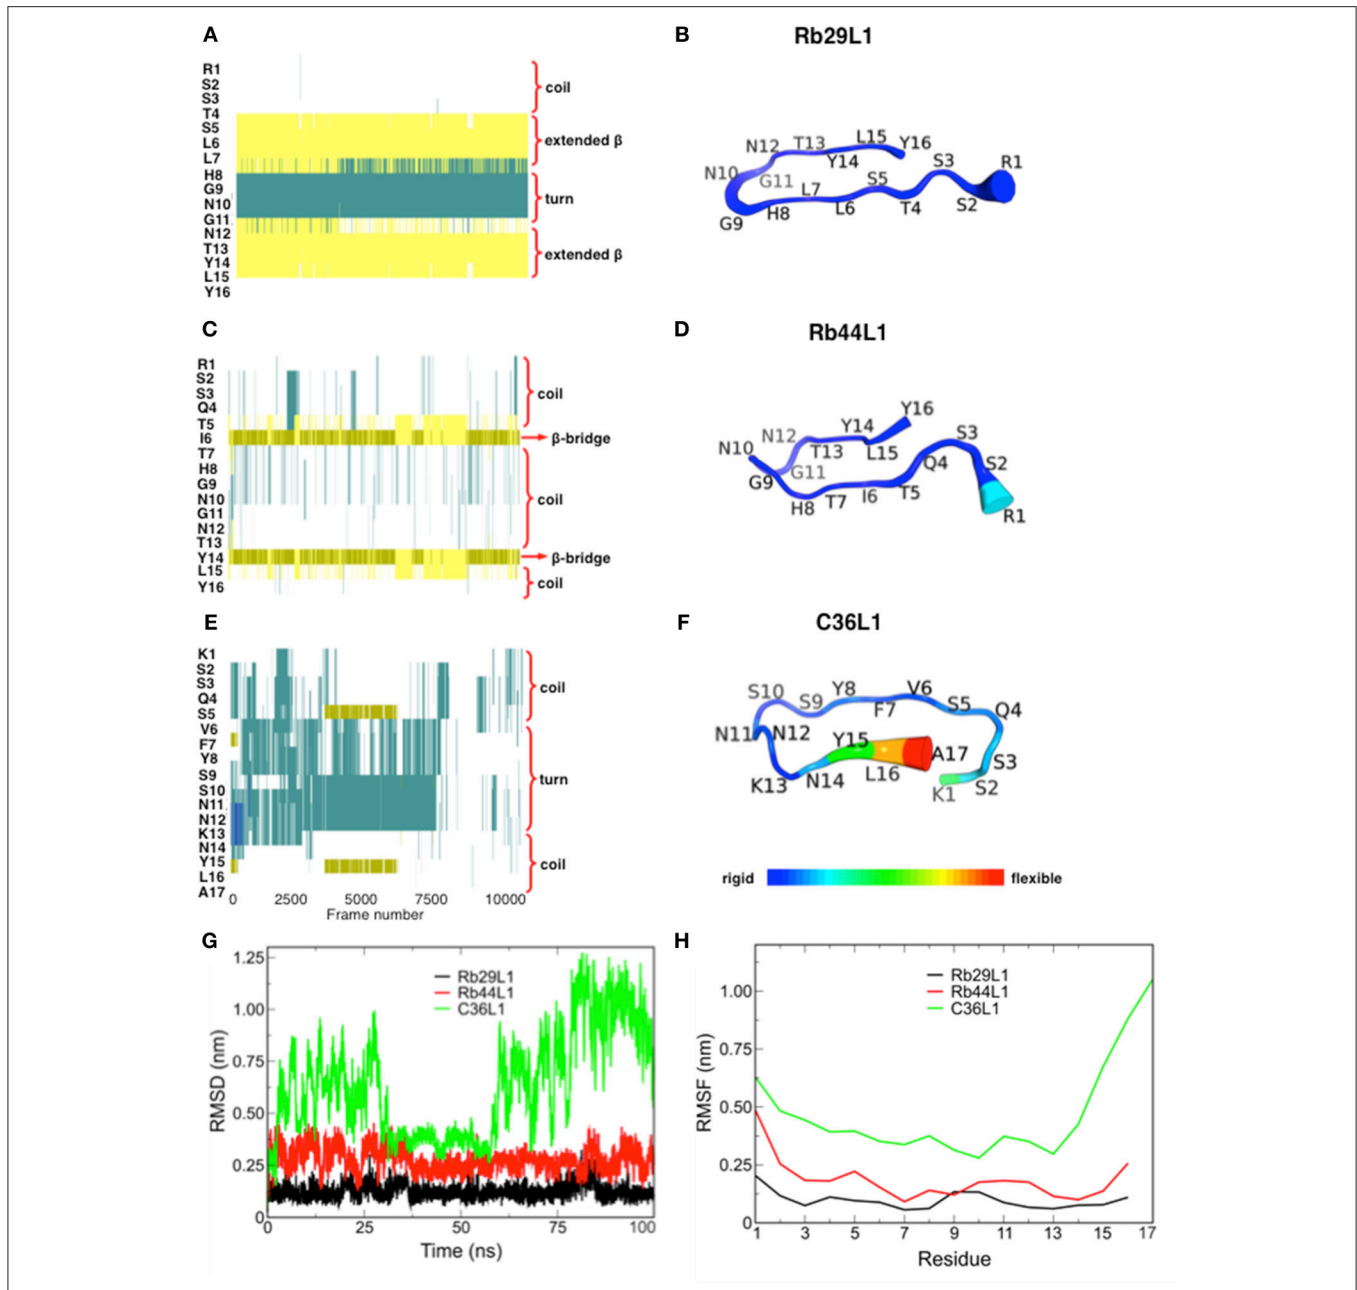 A
R1
S2
S3
T4
S5
L6
L7
H8
G9
N10
G11
N12
T13
Y14
L15
Y16
coil
extended β
turn
extended β
B
Rb29L1
N12 T13 L15 Y16
Y14
N10 G11
L7 S5 S3 R1
G9 H8 L6 T4 S2
C
R1
S2
S3
Q4
T5
I6
T7
H8
G9
N10
G11
N12
T13
Y14
L15
Y16
coil
β-bridge
coil
β-bridge
coil
D
Rb44L1
Y16
N10 N12 Y14 S3
G11 T13 L15 Q4 S2
G9 H8 T7 I6 T5 R1
E
K1
S2
S3
Q4
S5
V6
F7
Y8
S9
S10
N11
N12
K13
N14
Y15
L16
A17
coil
turn
coil
0 2500 5000 7500 10000
Frame number
F
C36L1
S10 S9 Y8 F7 V6 S5 Q4
N11 N12 Y15 A17 S3
K13 N14 L16 K1 S2
rigid flexible
G
1.25
1.00
0.75
0.50
0.25
0
RMSD (nm)
Rb29L1
Rb44L1
C36L1
0 25 50 75 100
Time (ns)
H
1.00
0.75
0.50
0.25
0
RMSF (nm)
Rb29L1
Rb44L1
C36L1
1 3 5 7 9 11 13 15 17
Residue